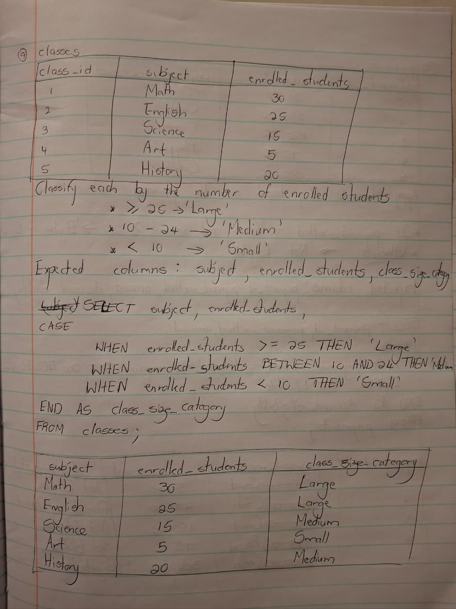 9 classes
class_id subject enrolled_students
1 Math 30
2 English 25
3 Science 15
4 Art 5
5 History 20
Classify each by the number of enrolled students
* ≥ 25 → 'Large'
* 10 - 24 → 'Medium'
* < 10 → 'Small'
Expected columns : subject, enrolled_students, class_size_category
subject SELECT subject, enrolled_students,
CASE
WHEN enrolled_students >= 25 THEN 'Large'
WHEN enrolled_students BETWEEN 10 AND 24 THEN 'Medium
WHEN enrolled_students < 10 THEN 'Small'
END AS class_size_category
FROM classes;
subject enrolled_students class_size_category
Math 30 Large
English 25 Large
Science 15 Medium
Art 5 Small
History 20 Medium